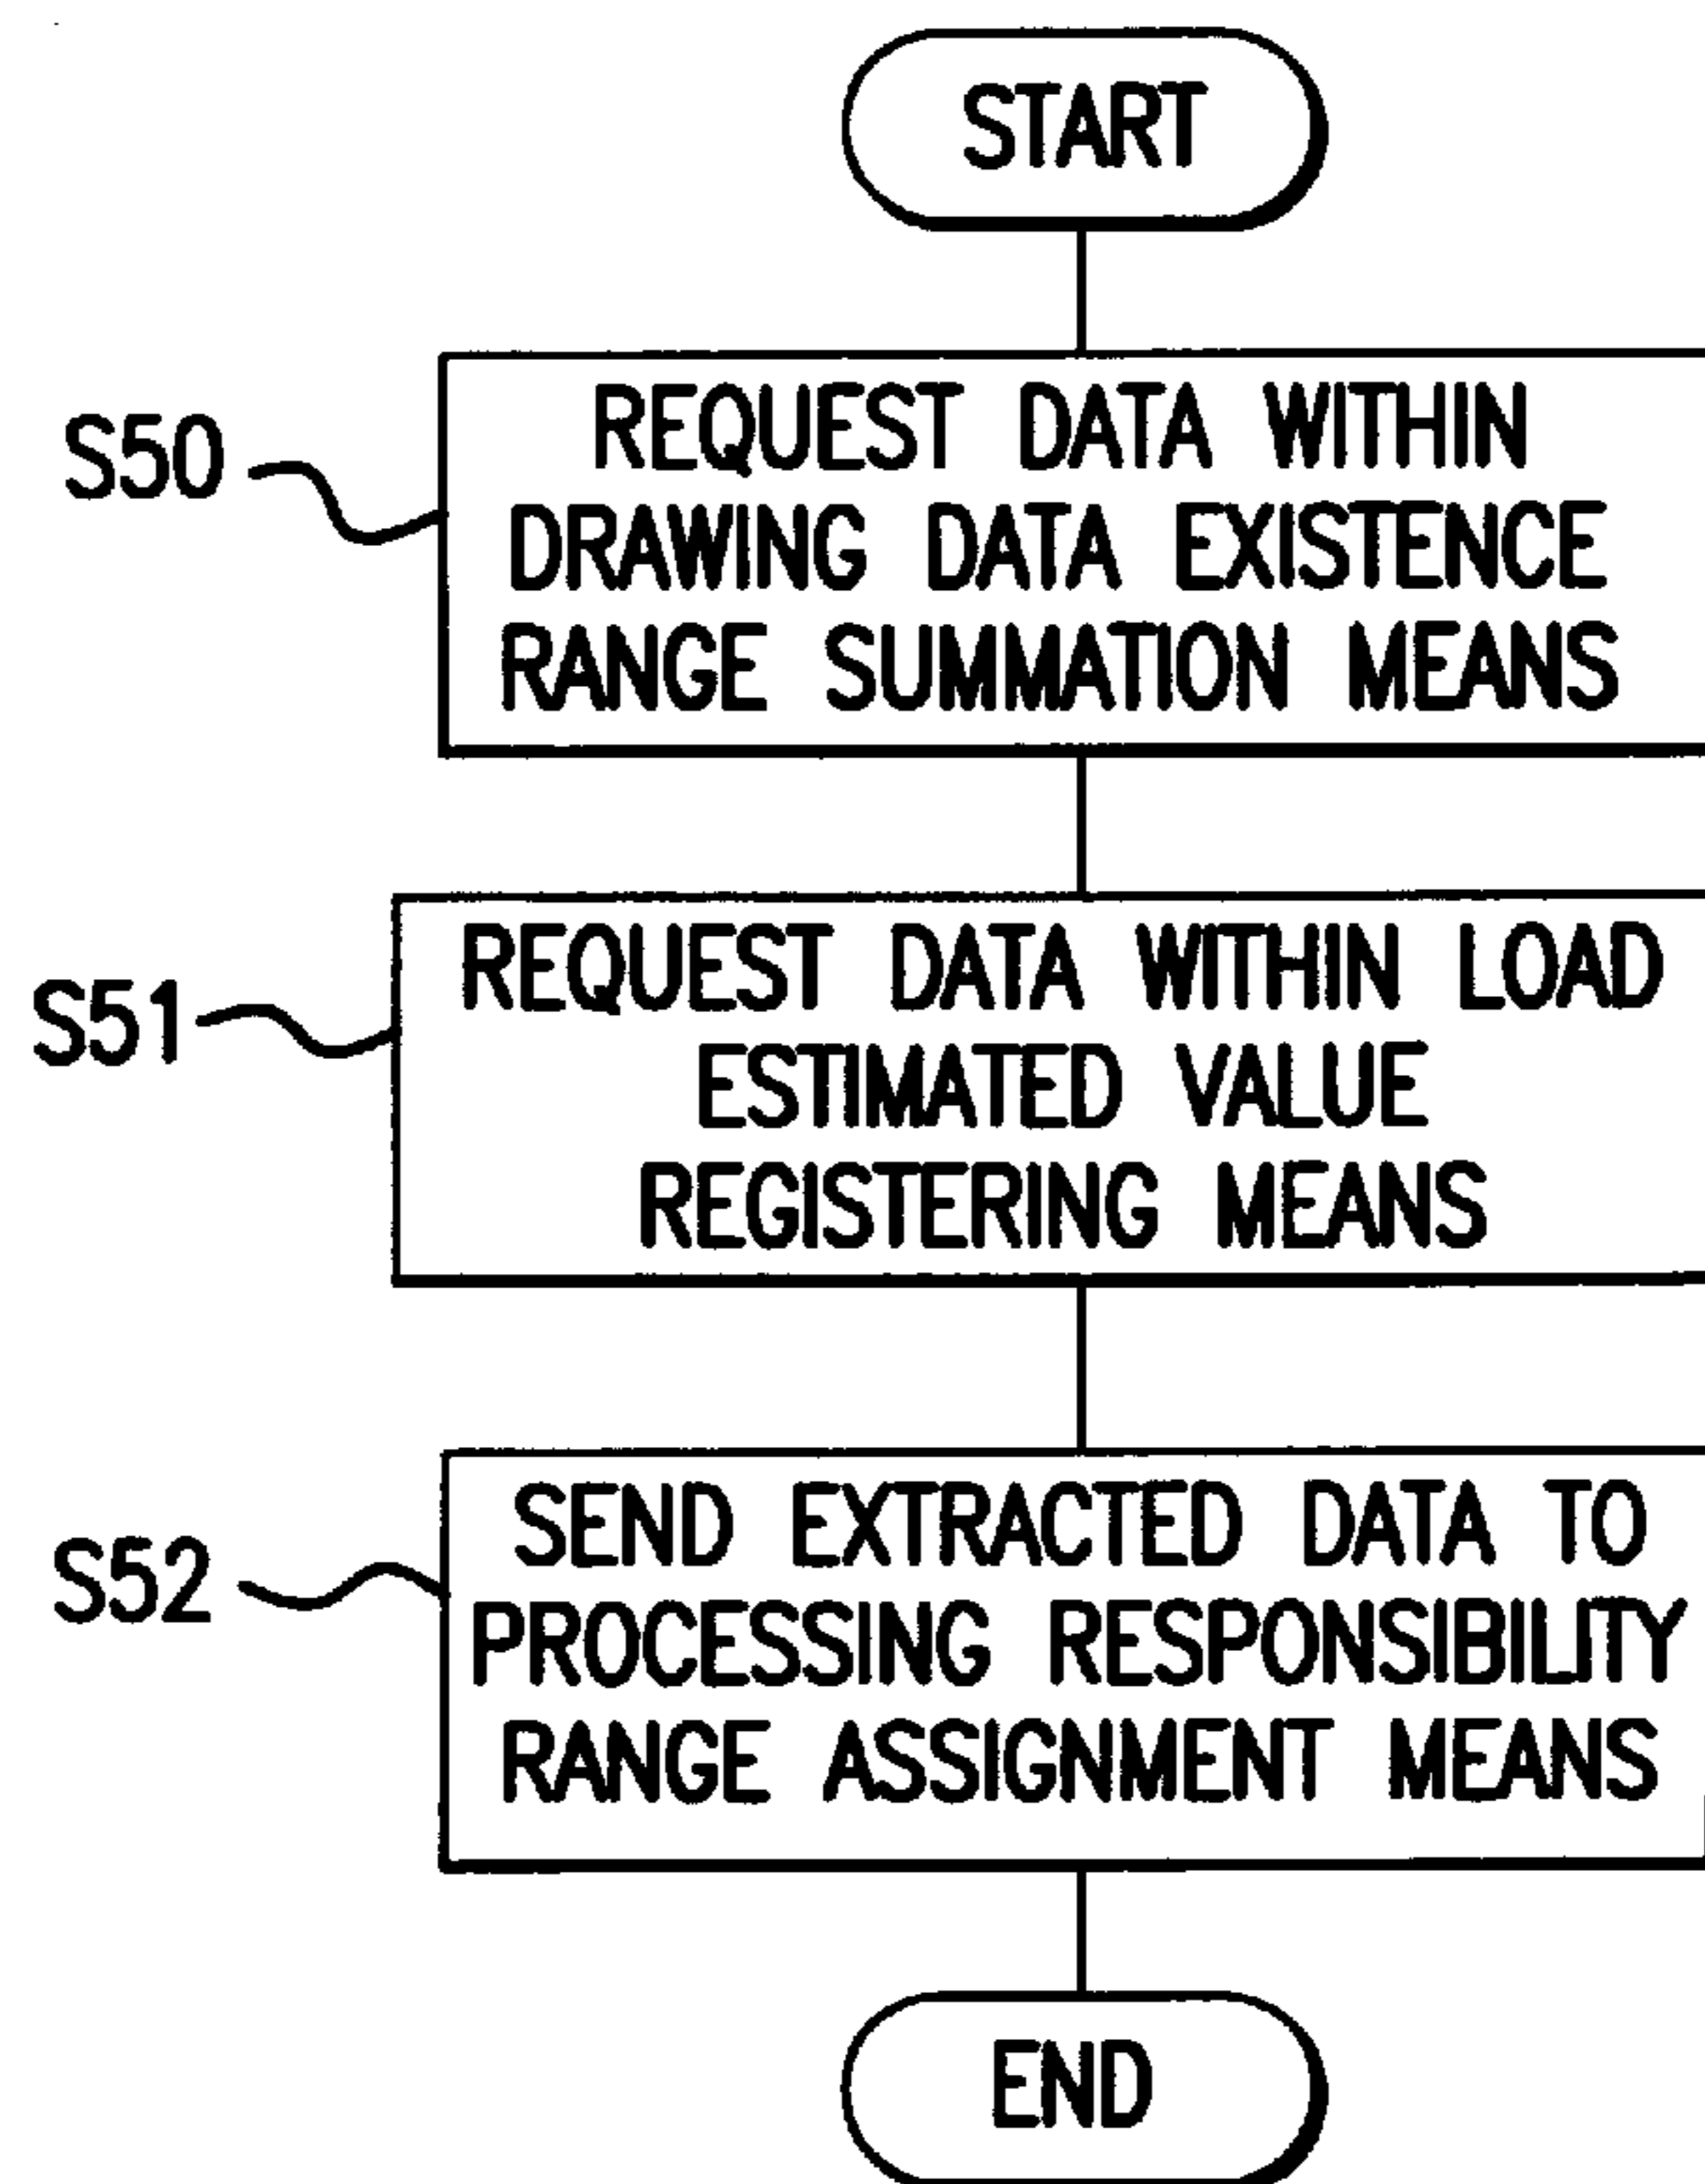 START
S50
REQUEST DATA WITHIN
DRAWING DATA EXISTENCE
RANGE SUMMATION MEANS
S51
REQUEST DATA WITHIN LOAD
ESTIMATED VALUE
REGISTERING MEANS
S52
SEND EXTRACTED DATA TO
PROCESSING RESPONSIBILITY
RANGE ASSIGNMENT MEANS
END